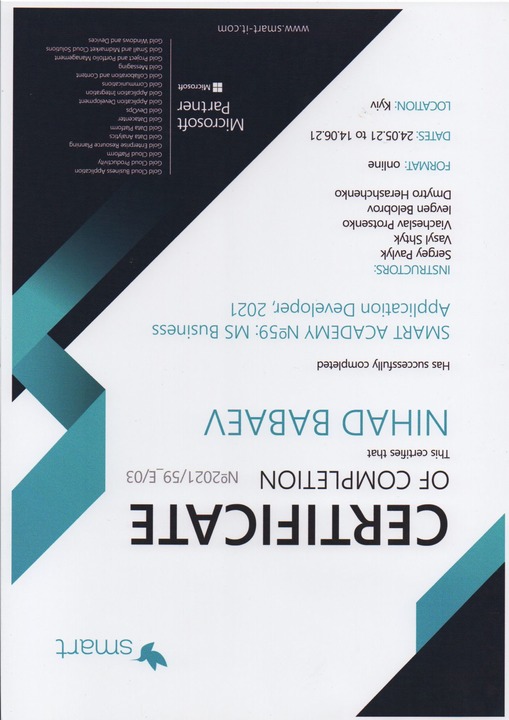 smart
CERTIFICATE
OF COMPLETION №2021/59_E/03
This certifies that
NIHAD BABAEV
Has successfully completed
SMART ACADEMY №59: MS Business
Application Developer, 2021
INSTRUCTORS:
Sergey Pavlyk
Vasyl Shtyk
Viacheslav Protsenko
Ievgen Belobrov
Dmytro Herashchenko
FORMAT: online
DATES: 24.05.21 to 14.06.21
LOCATION: Kyiv
Microsoft
Partner
Microsoft
Gold Cloud Business Application
Gold Cloud Productivity
Gold Cloud Platform
Gold Enterprise Resource Planning
Gold Data Analytics
Gold Data Platform
Gold Datacenter
Gold DevOps
Gold Application Development
Gold Application Integration
Gold Communications
Gold Collaboration and Content
Gold Messaging
Gold Project and Portfolio Management
Gold Small and Midmarket Cloud Solutions
Gold Windows and Devices
www.smart-it.com